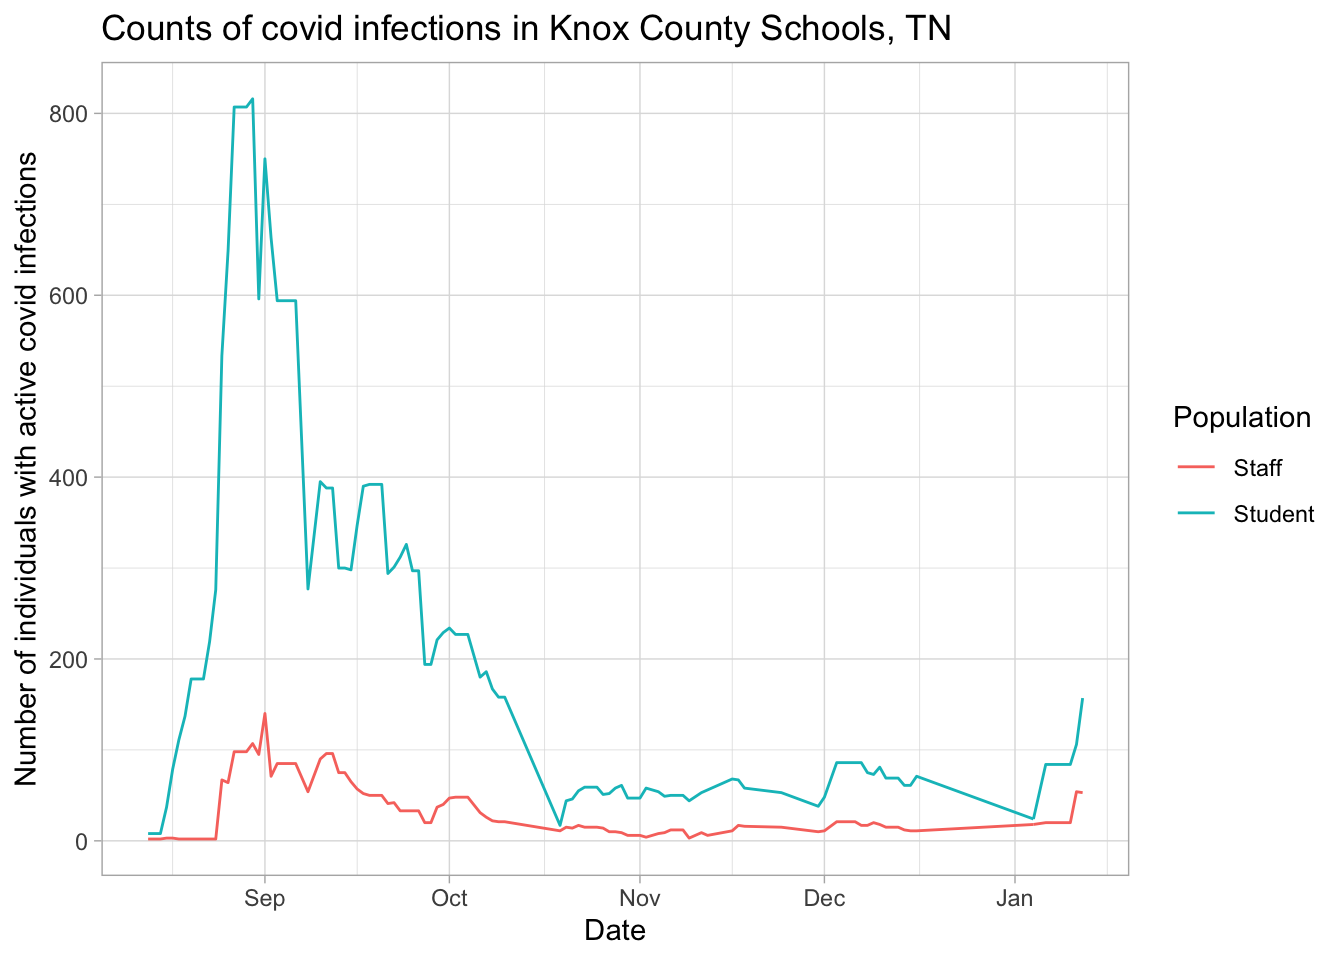 Counts of covid infections in Knox County Schools, TN
Number of individuals with active covid infections
800
600
400
200
0
Sep Oct Nov Dec Jan
Date
Population
Staff
Student